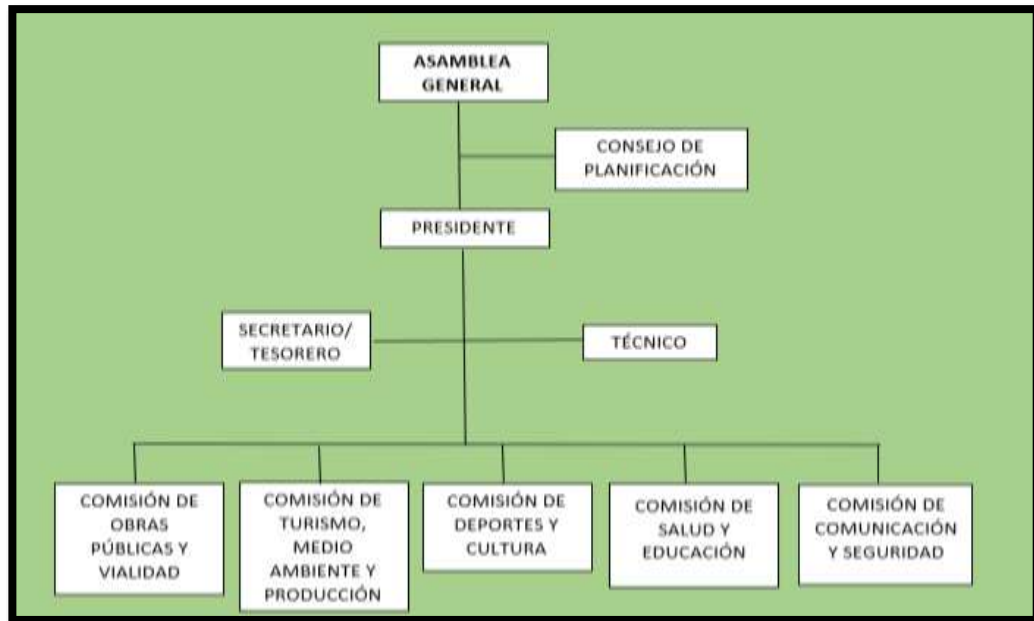 ASAMBLEA
GENERAL
CONSEJO DE
PLANIFICACIÓN
PRESIDENTE
SECRETARIO/
TESORERO
TÉCNICO
COMISIÓN DE
OBRAS
PÚBLICAS Y
VIALIDAD
COMISIÓN DE
TURISMO,
MEDIO
AMBIENTE Y
PRODUCCIÓN
COMISIÓN DE
DEPORTES Y
CULTURA
COMISIÓN DE
SALUD Y
EDUCACIÓN
COMISIÓN DE
COMUNICACIÓN
Y SEGURIDAD